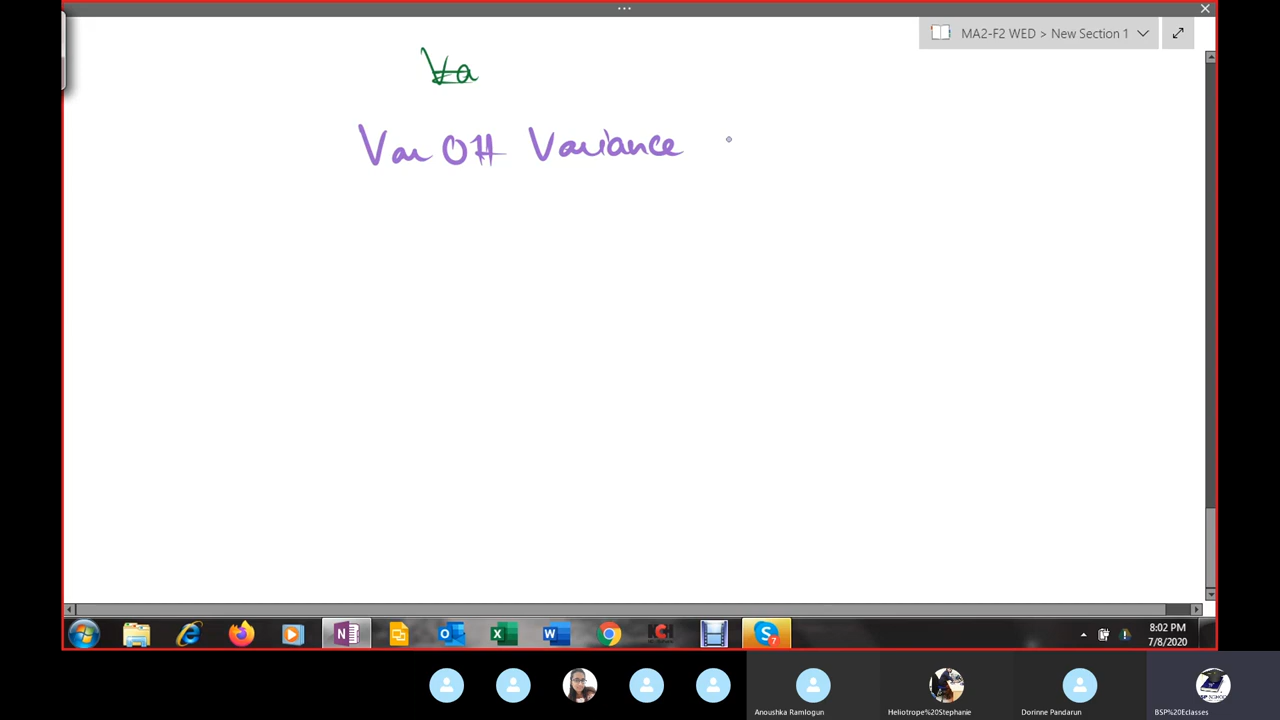 MA2-F2 WED > New Section 1
Va
Var OH Variance
8:02 PM
7/8/2020
Anoushka Ramlogun
Heliotrope%20Stephanie
Dorinne Pandarun
BSP%20Eclasses